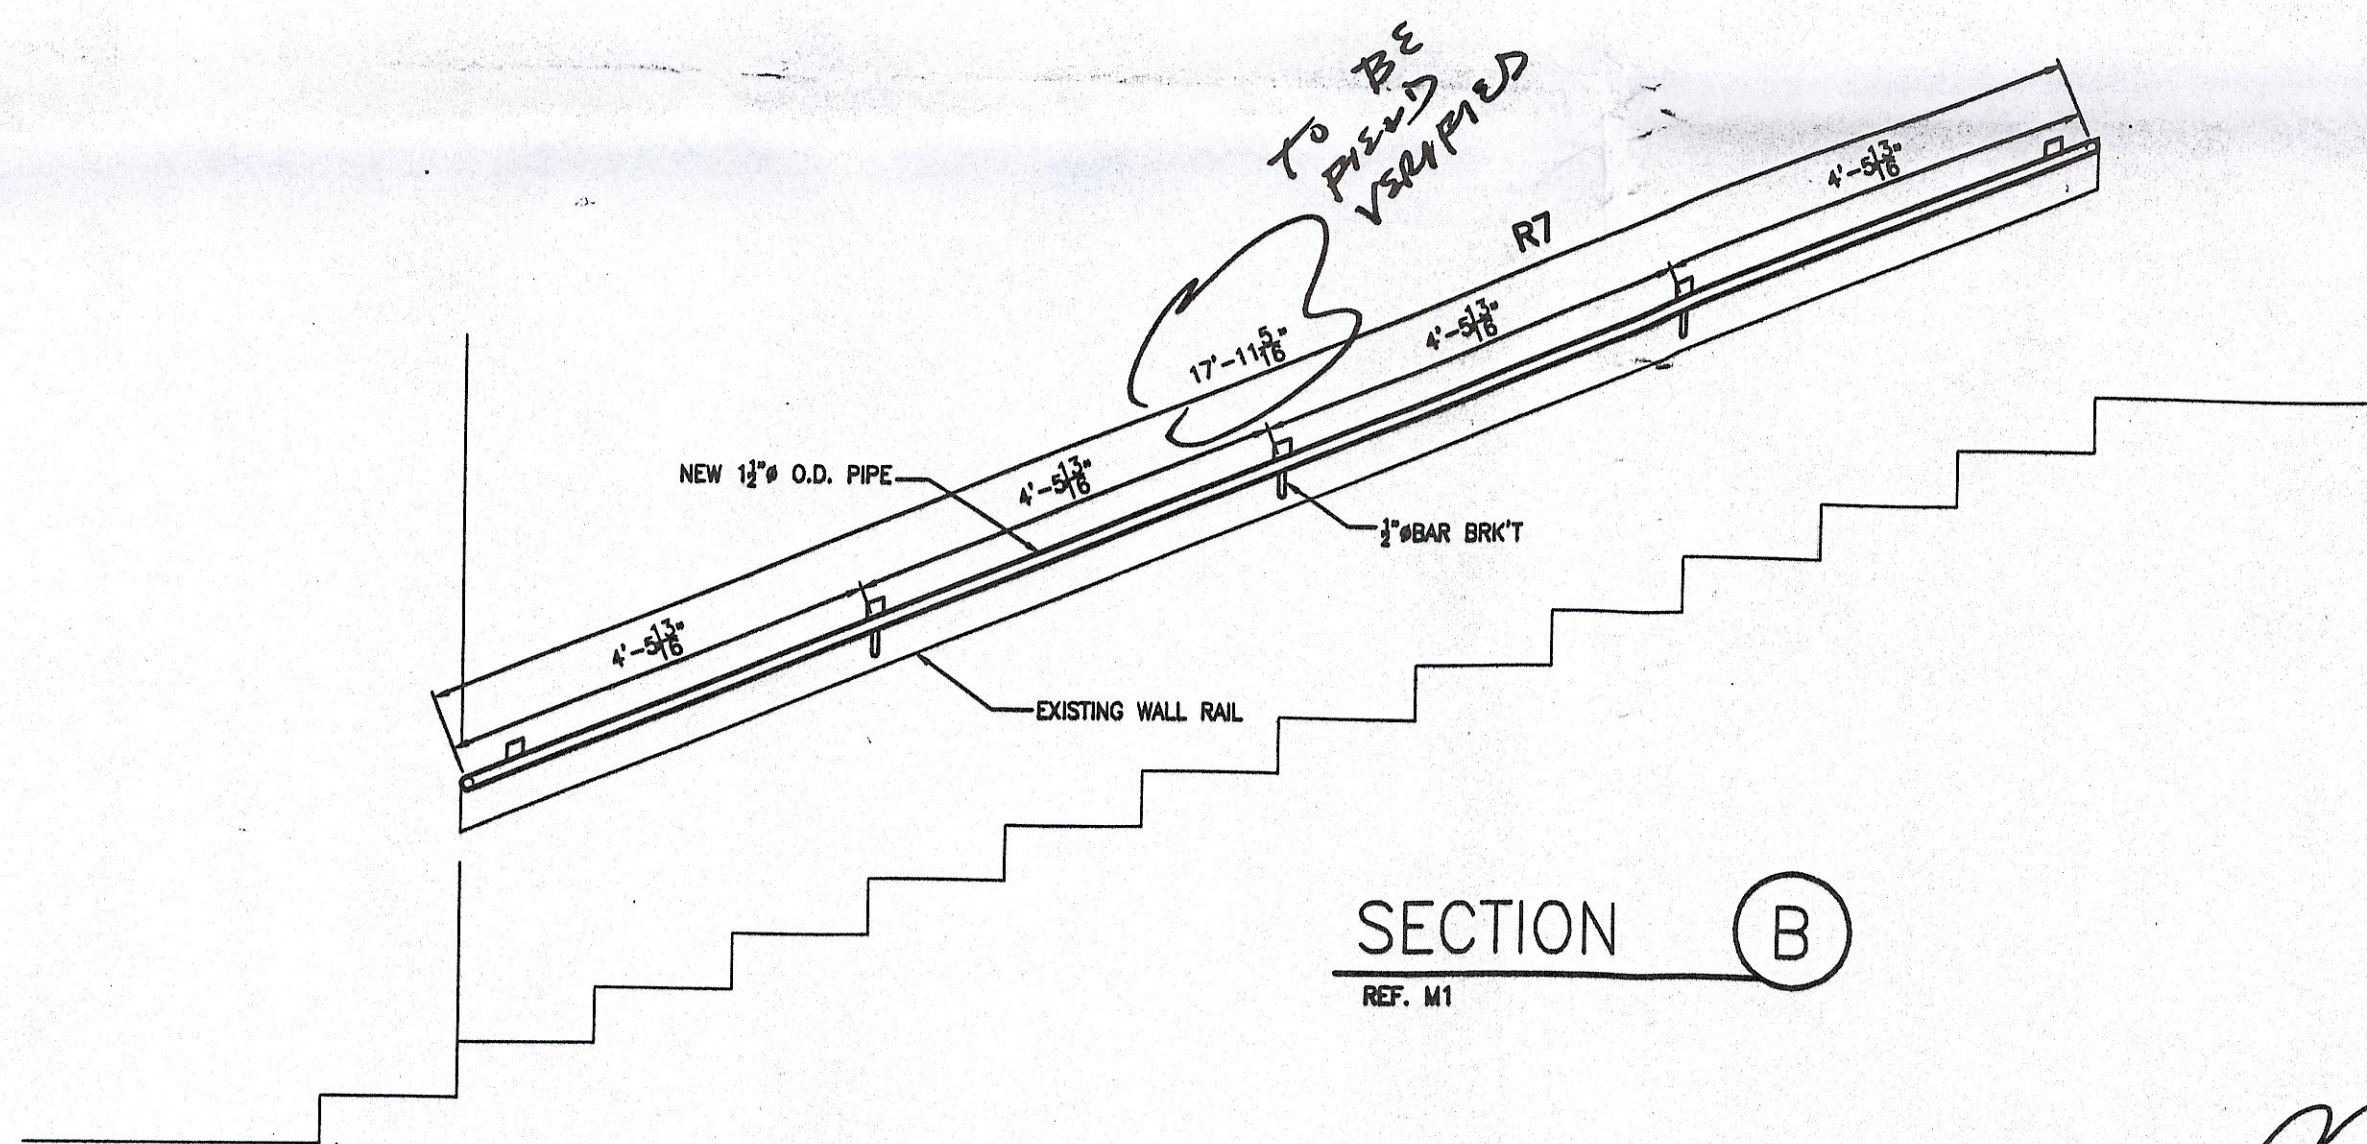 TO BE
FIELD
VERIFIED
R7
4'-5 13/16"
4'-5 13/16"
17'-11 5/16"
4'-5 13/16"
4'-5 13/16"
NEW 1 1/2"ø O.D. PIPE
1/2"øBAR BRK'T
EXISTING WALL RAIL
SECTION B
REF. M1